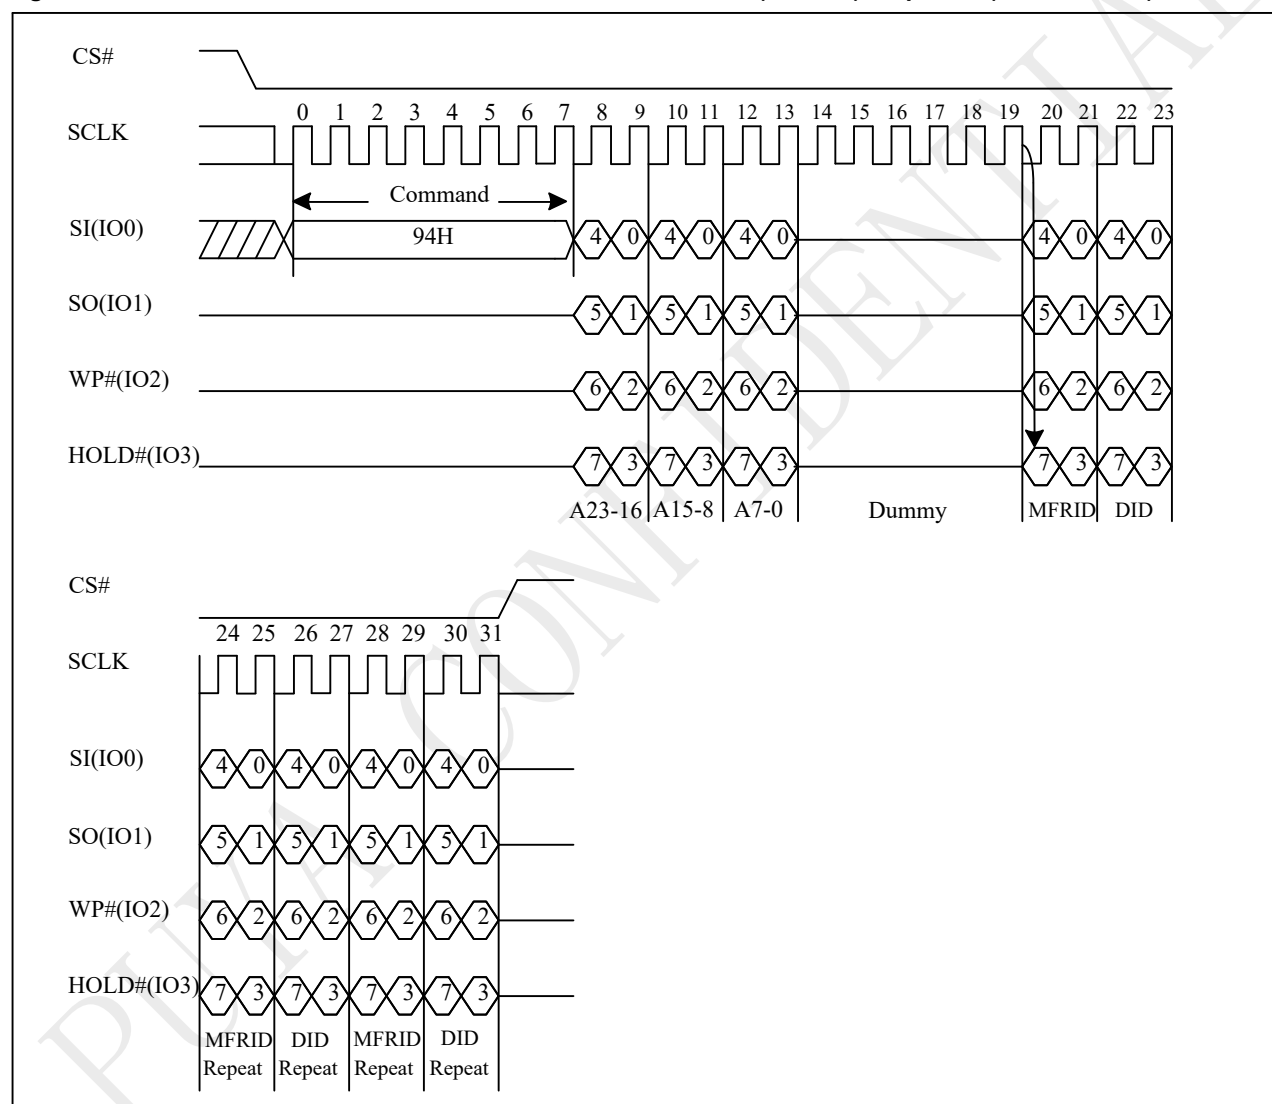 CS#
0 1 2 3 4 5 6 7 8 9 10 11 12 13 14 15 16 17 18 19 20 21 22 23
SCLK
Command
SI(IO0) 94H 4 0 4 0 4 0 4 0 4 0
SO(IO1) 5 1 5 1 5 1 5 1 5 1
WP#(IO2) 6 2 6 2 6 2 6 2 6 2
HOLD#(IO3) 7 3 7 3 7 3 7 3 7 3
A23-16 A15-8 A7-0 Dummy MFRID DID
CS#
24 25 26 27 28 29 30 31
SCLK
SI(IO0) 4 0 4 0 4 0 4 0
SO(IO1) 5 1 5 1 5 1 5 1
WP#(IO2) 6 2 6 2 6 2 6 2
HOLD#(IO3) 7 3 7 3 7 3 7 3
MFRID DID MFRID DID
Repeat Repeat Repeat Repeat
PUYA CONFIDENTIAL